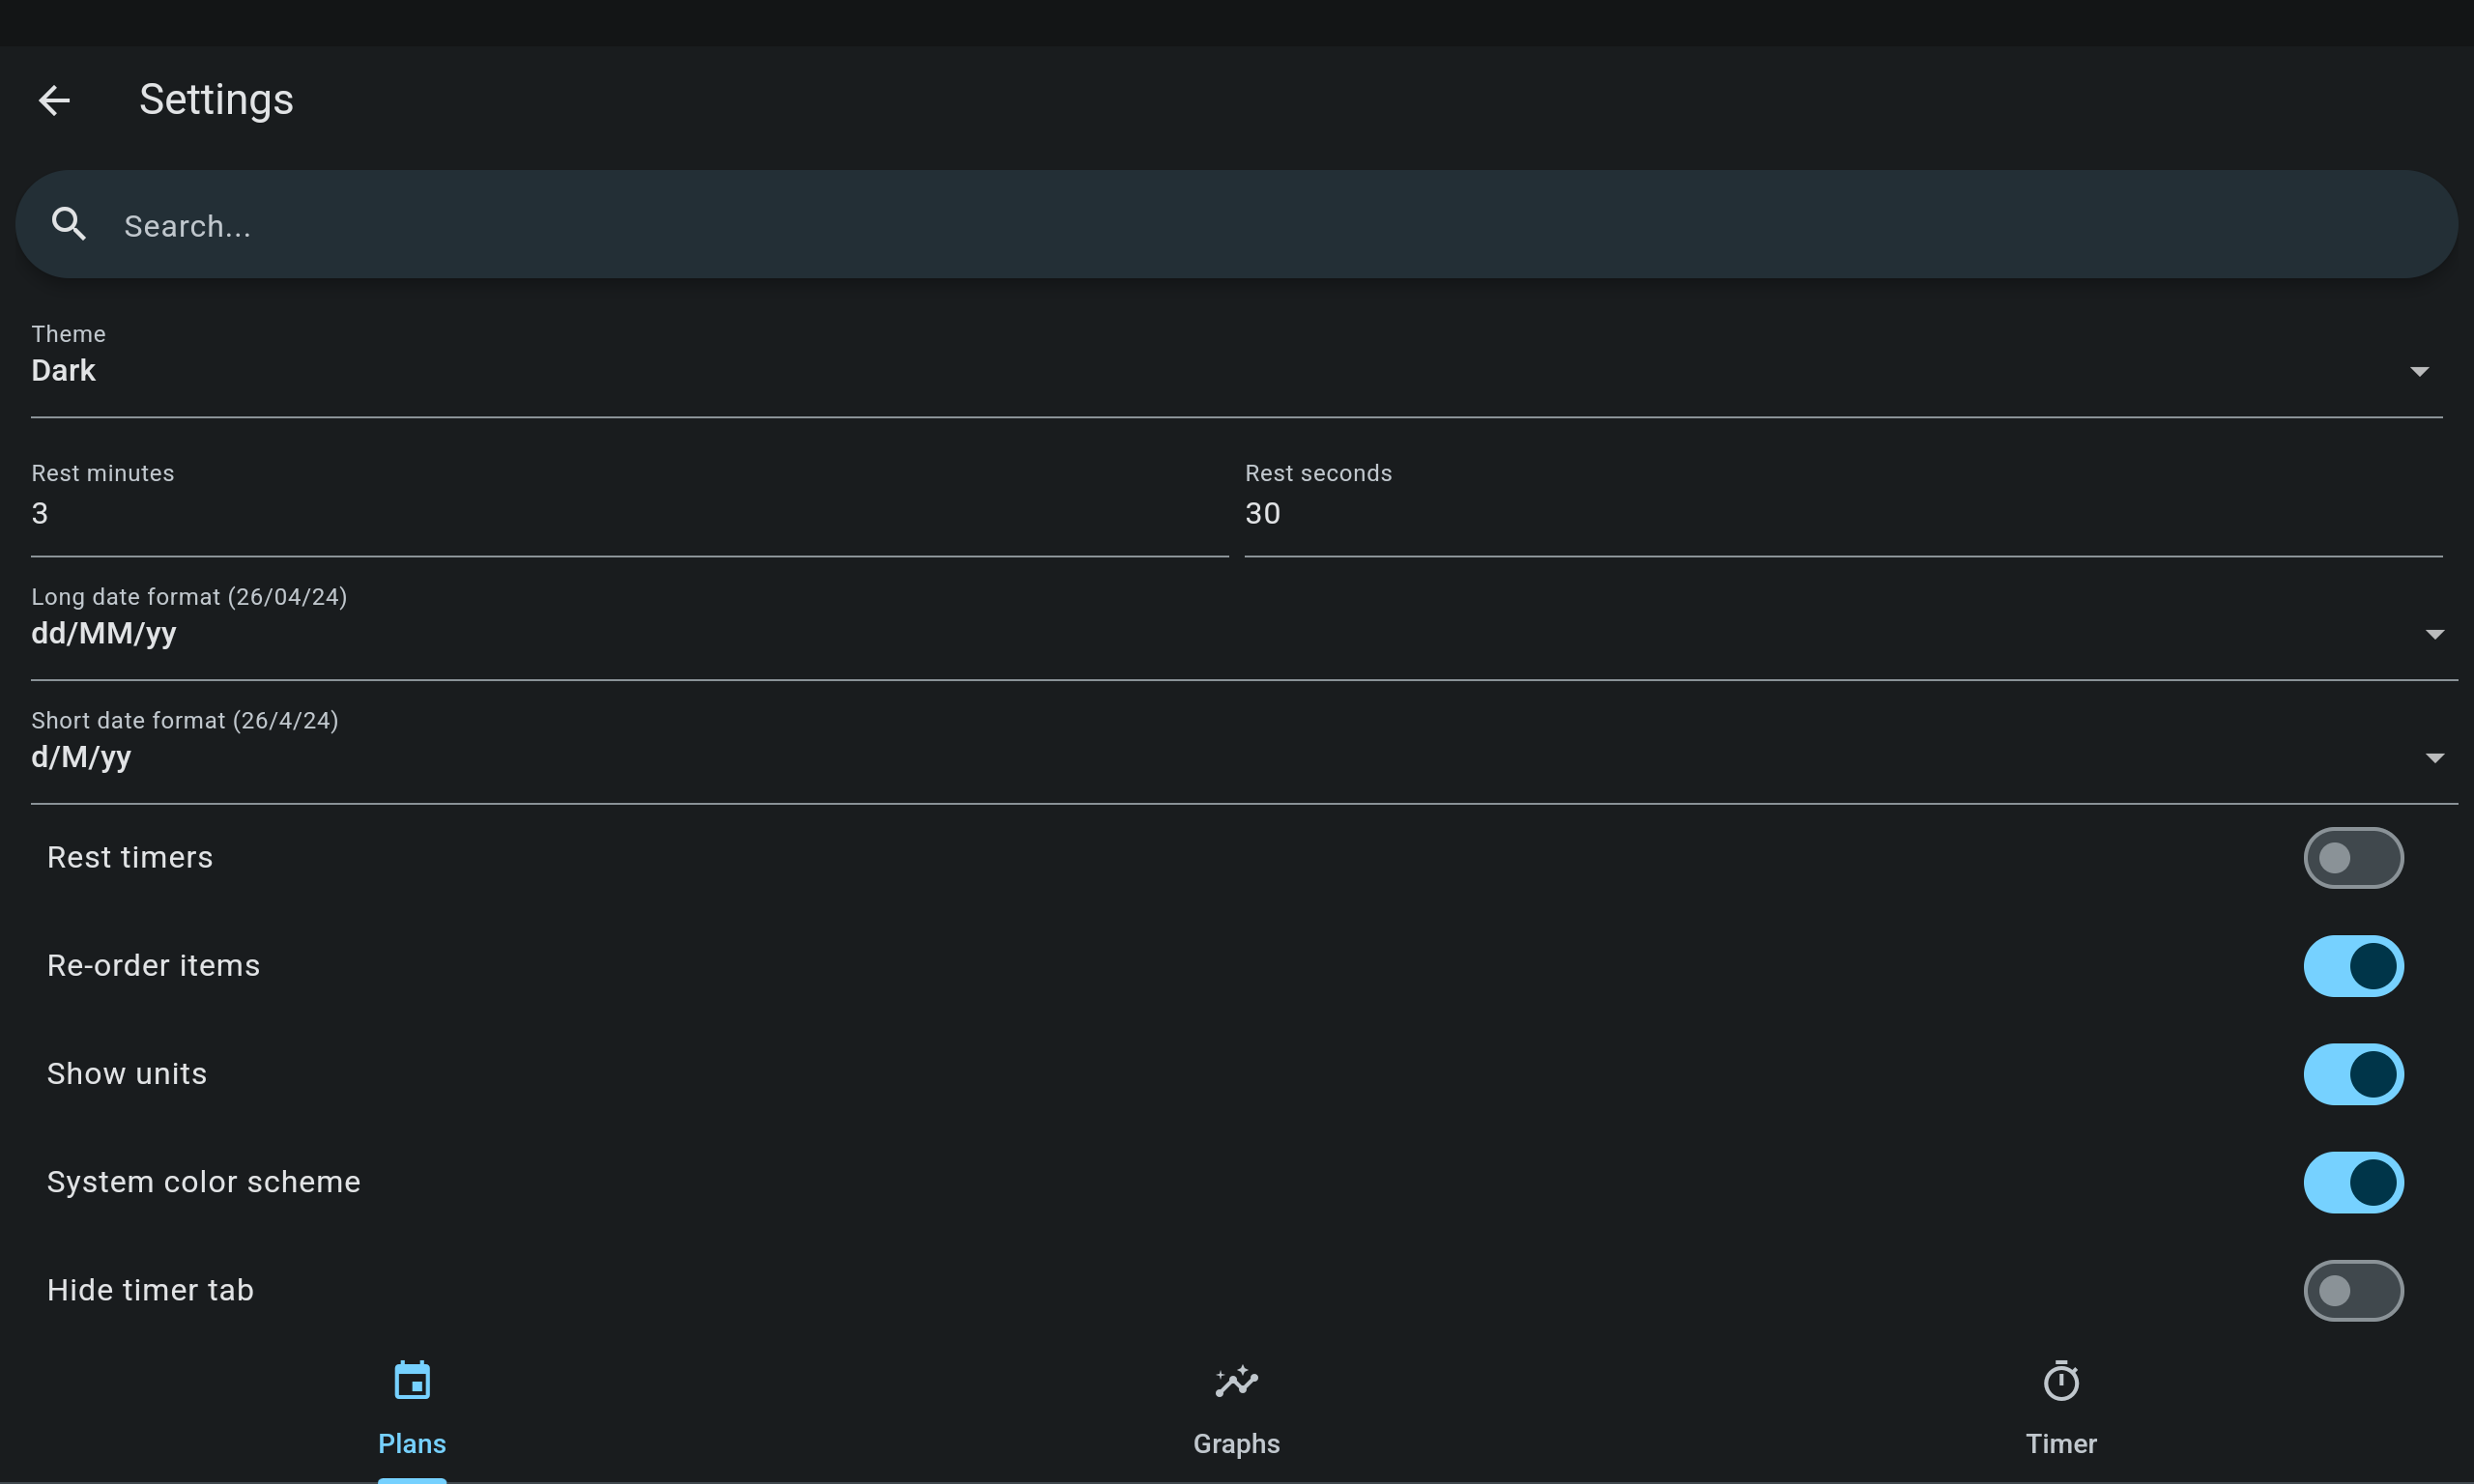 Settings
Search...
Theme
Dark
Rest minutes
3
Rest seconds
30
Long date format (26/04/24)
dd/MM/yy
Short date format (26/4/24)
d/M/yy
Rest timers
Re-order items
Show units
System color scheme
Hide timer tab
Plans
Graphs
Timer